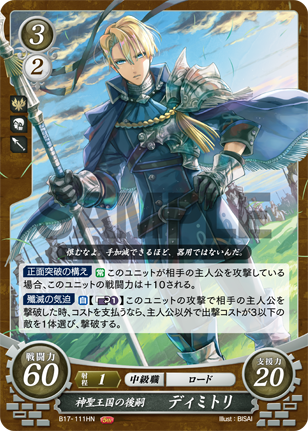 3
2
SAMPLE
恨むなよ。手加減できるほど、器用ではないんだ。
正面突破の構え 常 このユニットが相手の主人公を攻撃している
場合、このユニットの戦闘力は+10される。
殲滅の気迫 自 【 1】このユニットの攻撃で相手の主人公を
撃破した時、コストを支払うなら、主人公以外で出撃コストが3以下の
敵を1体選び、撃破する。
戦闘力
60
射程 1 中級職 ロード
支援力
20
神聖王国の後嗣 ディミトリ
B17-111HN
Illust:BISAI